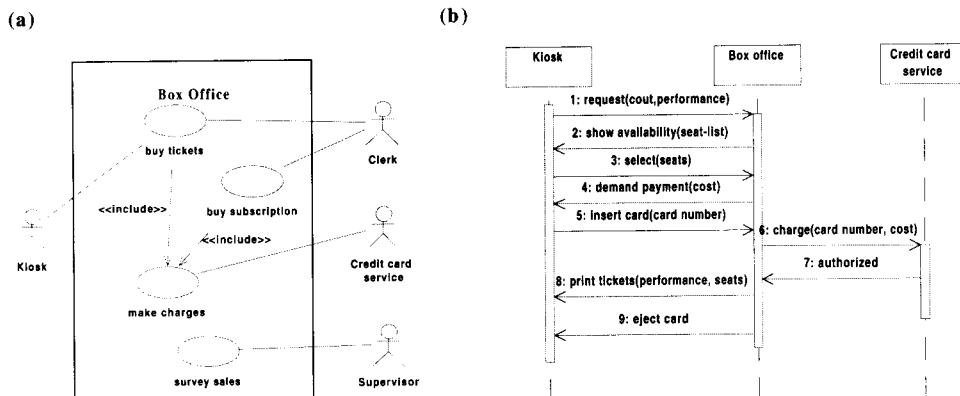 (a)
Box Office
buy tickets
Clerk
<<include>>
buy subscription
Kiosk
<<include>>
Credit card
service
make charges
survey sales
Supervisor
(b)
Kiosk
Box office
Credit card
service
1: request(cout,performance)
2: show availability(seat-list)
3: select(seats)
4: demand payment(cost)
5: insert card(card number)
6: charge(card number, cost)
7: authorized
8: print tickets(performance, seats)
9: eject card